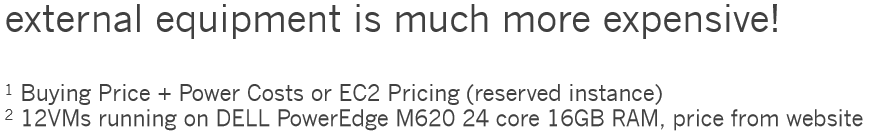 external equipment is much more expensive!
¹ Buying Price + Power Costs or EC2 Pricing (reserved instance)
² 12VMs running on DELL PowerEdge M620 24 core 16GB RAM, price from website